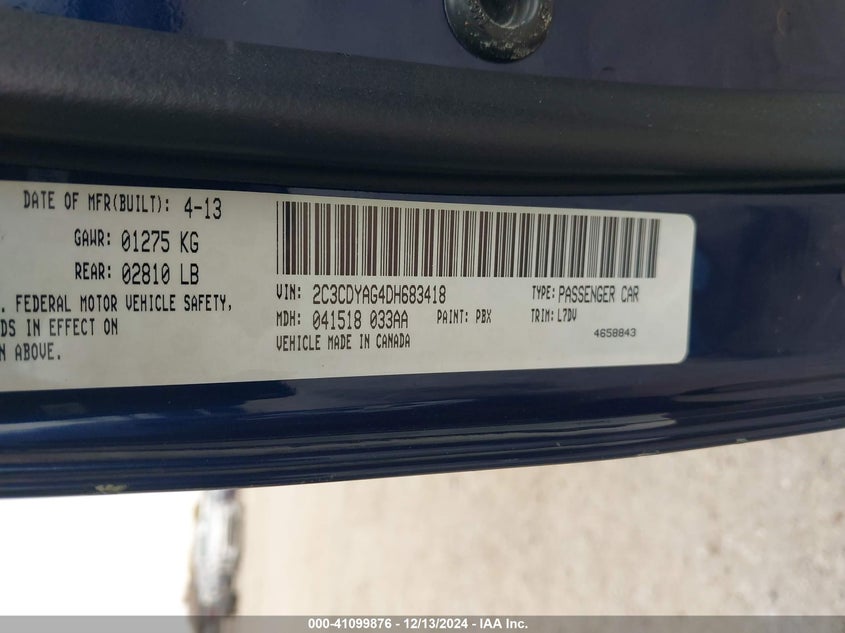 DATE OF MFR(BUILT): 4-13
GAWR: 01275 KG
REAR: 02810 LB
. FEDERAL MOTOR VEHICLE SAFETY,
DS IN EFFECT ON
N ABOVE.
VIN: 2C3CDYAG4DH683418 TYPE: PASSENGER CAR
MDH: 041518 033AA PAINT: PBX TRIM: L7DV
VEHICLE MADE IN CANADA
4658843
000-41099876 - 12/13/2024 - IAA Inc.